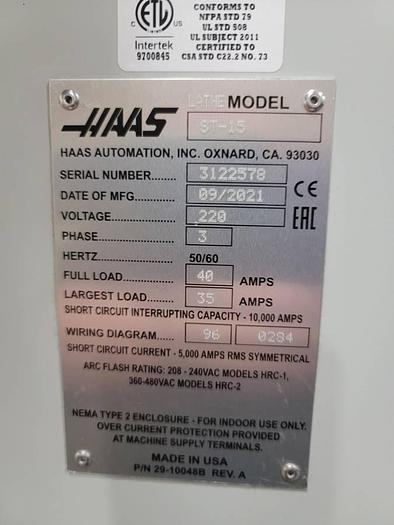 CONFORMS TO
NFPA STD 79
UL STD 508
UL SUBJECT 2011
CERTIFIED TO
CSA STD C22.2 NO. 73
ETL
C US
Intertek
9700845
HAAS
LATHE MODEL
ST-15
HAAS AUTOMATION, INC. OXNARD, CA. 93030
SERIAL NUMBER....... 3122578
DATE OF MFG........... 09/2021
VOLTAGE.................. 220
PHASE...................... 3
HERTZ 50/60
FULL LOAD............... 40 AMPS
LARGEST LOAD....... 35 AMPS
SHORT CIRCUIT INTERRUPTING CAPACITY - 10,000 AMPS
WIRING DIAGRAM..... 96 0284
SHORT CIRCUIT CURRENT - 5,000 AMPS RMS SYMMETRICAL
ARC FLASH RATING: 208 - 240VAC MODELS HRC-1,
360-480VAC MODELS HRC-2
NEMA TYPE 2 ENCLOSURE - FOR INDOOR USE ONLY.
OVER CURRENT PROTECTION PROVIDED
AT MACHINE SUPPLY TERMINALS.
MADE IN USA
P/N 29-10048B REV. A
CE
EAC